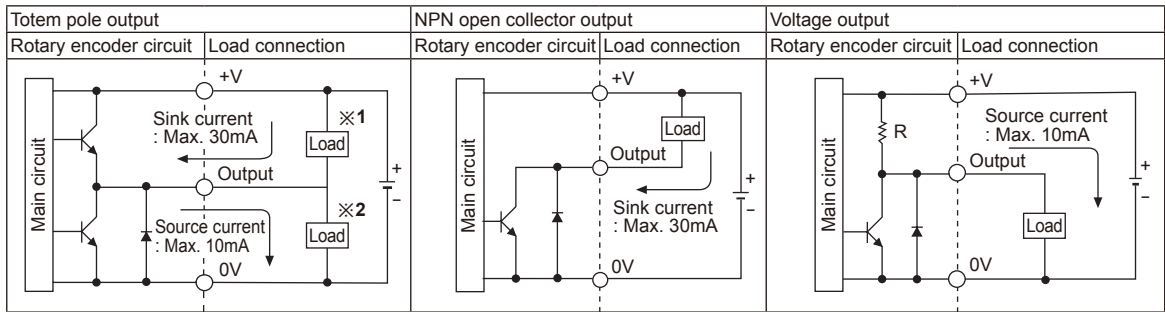 Totem pole output
Rotary encoder circuit
Load connection
Main circuit
+V
Sink current
: Max. 30mA
※1
Load
Output
※2
Load
Source current
: Max. 10mA
0V
+
−
NPN open collector output
Rotary encoder circuit
Load connection
Main circuit
+V
Load
Output
Sink current
: Max. 30mA
0V
+
−
Voltage output
Rotary encoder circuit
Load connection
Main circuit
+V
R
Source current
: Max. 10mA
Output
Load
0V
+
−